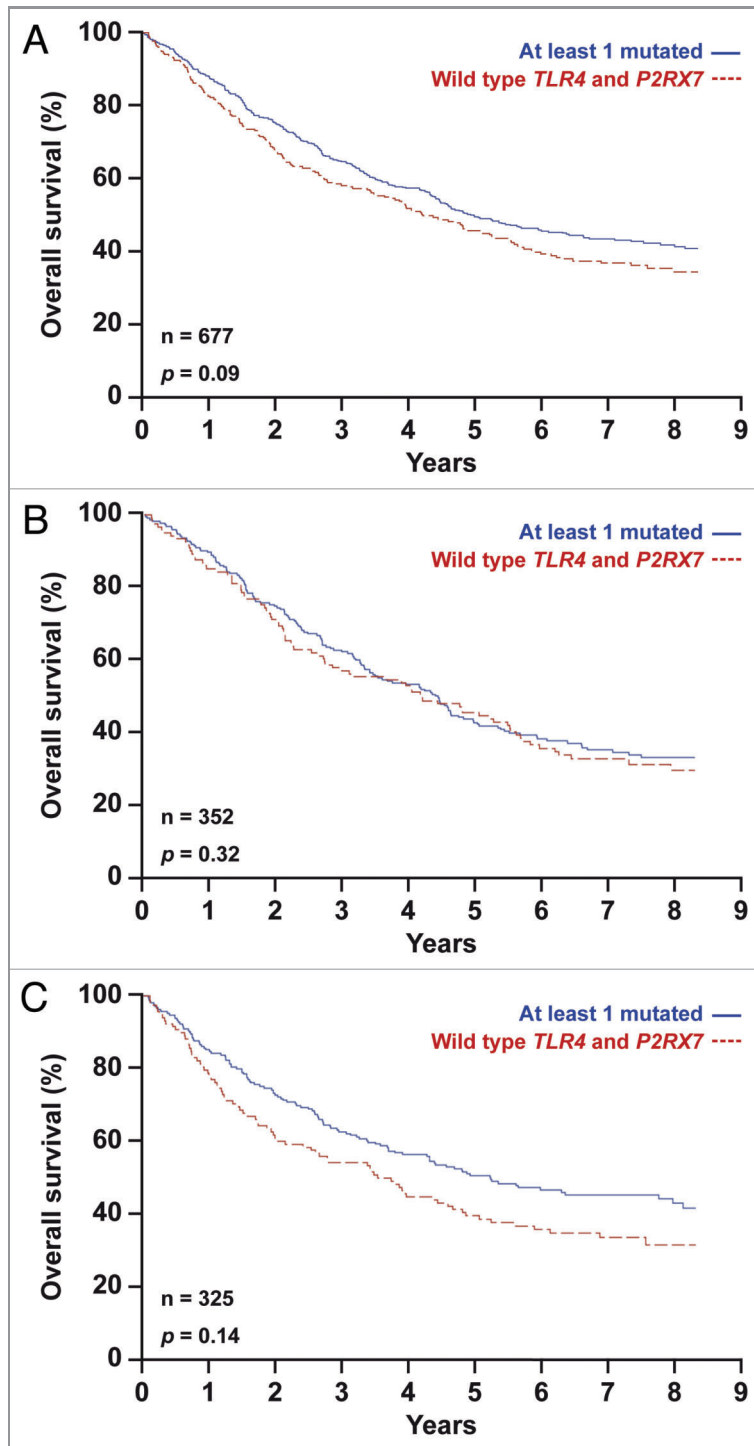 A
At least 1 mutated
Wild type TLR4 and P2RX7
Overall survival (%)
100
80
60
40
20
0
n = 677
p = 0.09
0 1 2 3 4 5 6 7 8 9
Years
B
At least 1 mutated
Wild type TLR4 and P2RX7
Overall survival (%)
100
80
60
40
20
0
n = 352
p = 0.32
0 1 2 3 4 5 6 7 8 9
Years
C
At least 1 mutated
Wild type TLR4 and P2RX7
Overall survival (%)
100
80
60
40
20
0
n = 325
p = 0.14
0 1 2 3 4 5 6 7 8 9
Years